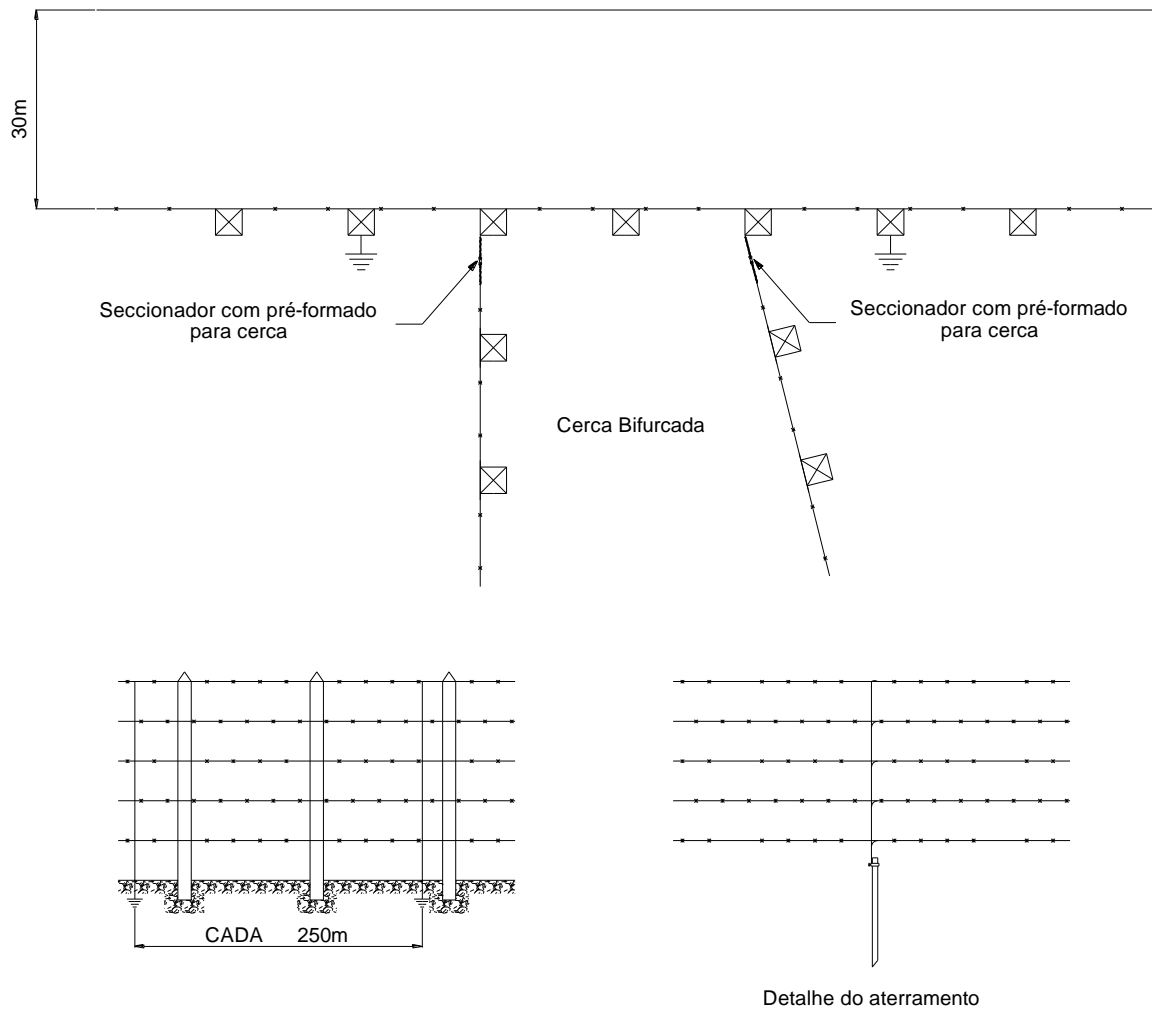 30m
Seccionador com pré-formado
para cerca
Seccionador com pré-formado
para cerca
Cerca Bifurcada
CADA 250m
Detalhe do aterramento